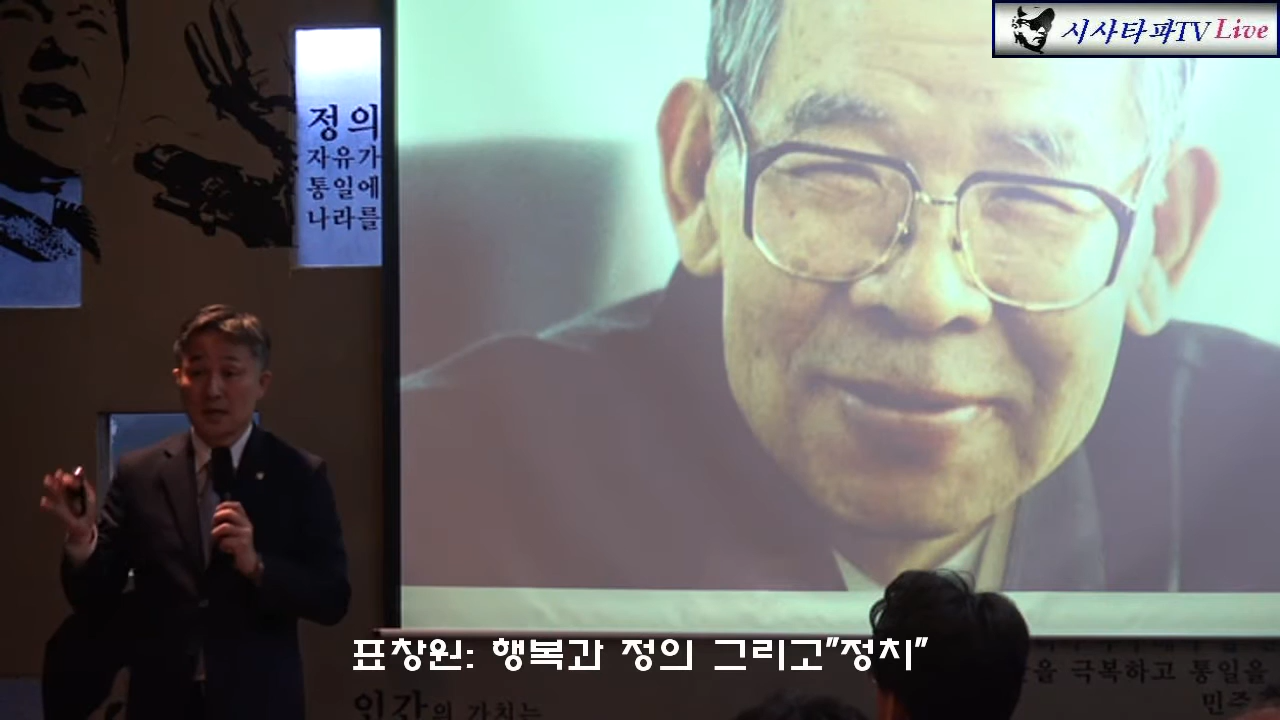 시사타파TV Live
정의
자유가
통일에
나라를
표창원: 행복과 정의 그리고"정치"
을 극복하고 통일을
민주
인간의 가치는